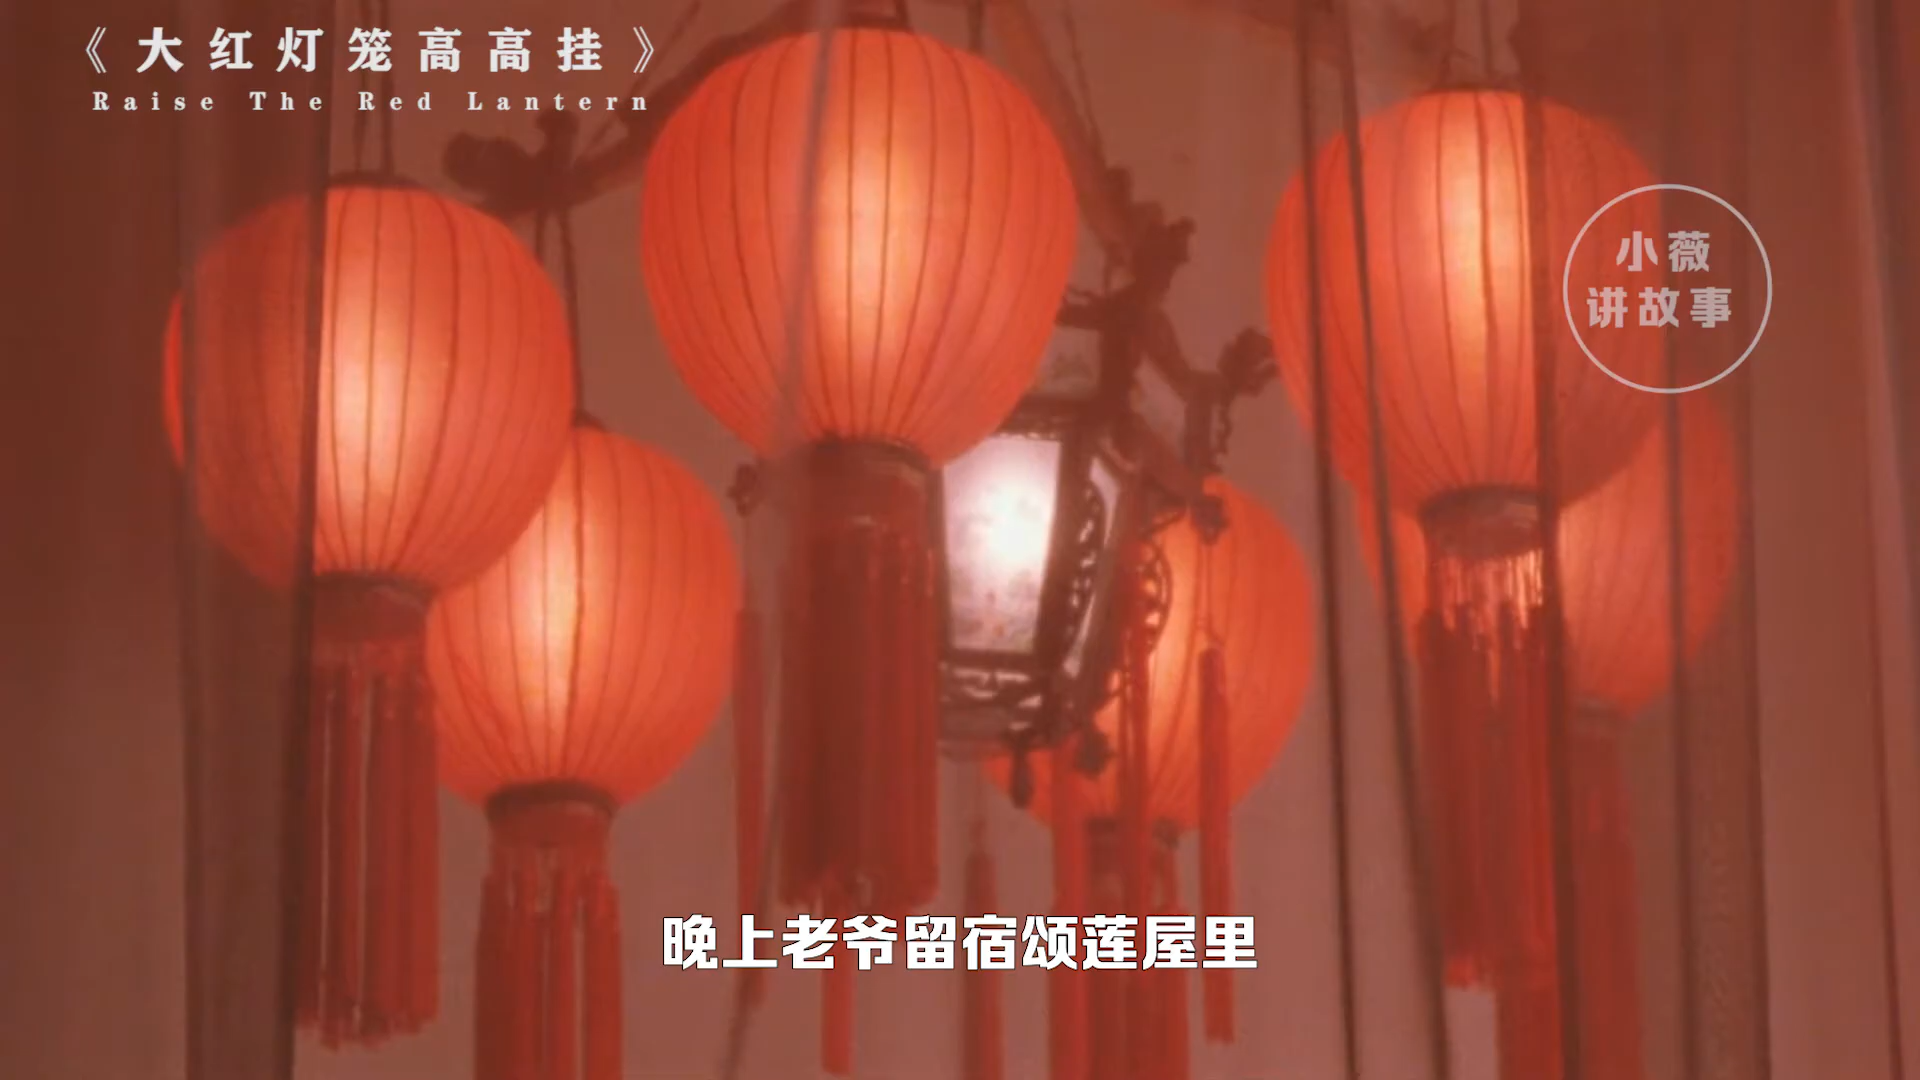 《大红灯笼高高挂》
Raise The Red Lantern
小薇
讲故事
晚上老爷留宿颂莲屋里